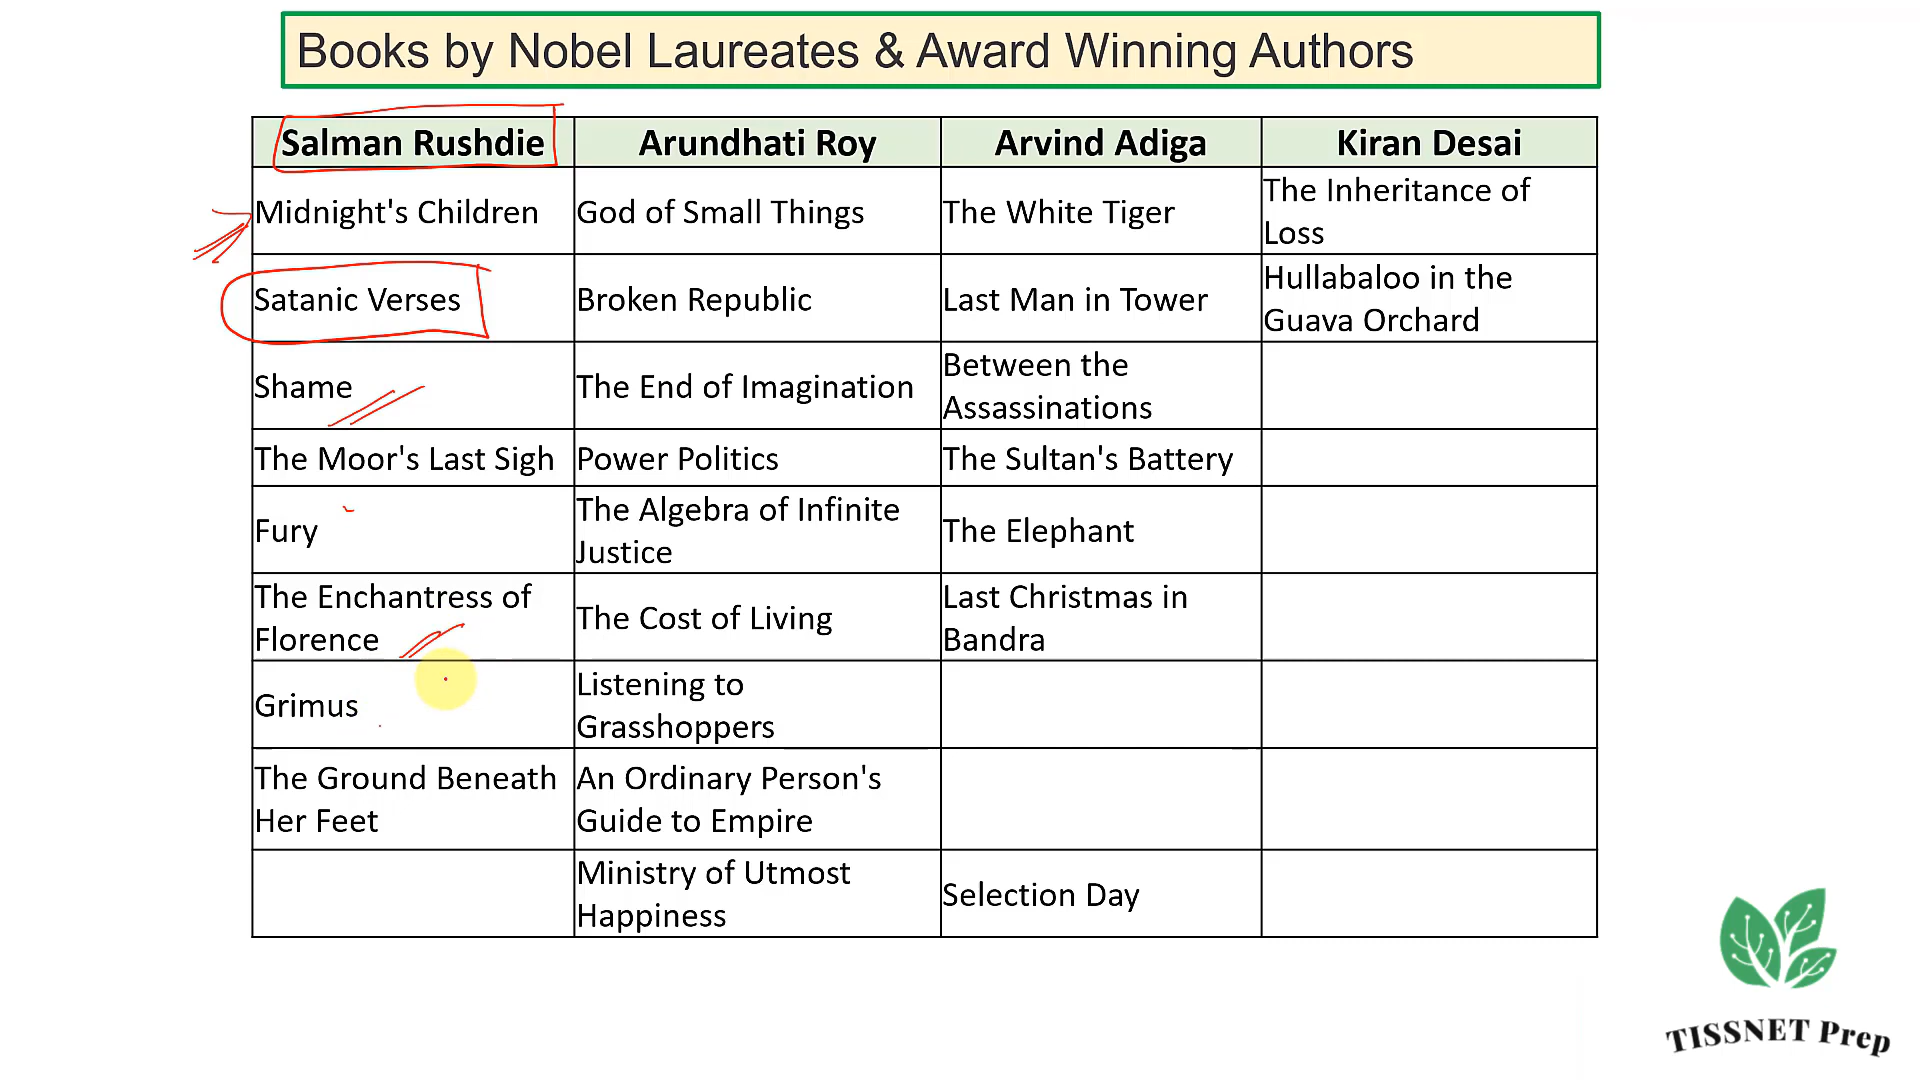 Books by Nobel Laureates & Award Winning Authors
Salman Rushdie Arundhati Roy Arvind Adiga Kiran Desai
Midnight's Children God of Small Things The White Tiger The Inheritance of
Loss
Satanic Verses Broken Republic Last Man in Tower Hullabaloo in the
Guava Orchard
Shame The End of Imagination Between the
Assassinations
The Moor's Last Sigh Power Politics The Sultan's Battery
Fury The Algebra of Infinite
Justice The Elephant
The Enchantress of
Florence The Cost of Living Last Christmas in
Bandra
Grimus Listening to
Grasshoppers
The Ground Beneath
Her Feet An Ordinary Person's
Guide to Empire
Ministry of Utmost
Happiness Selection Day
TISSNET Prep